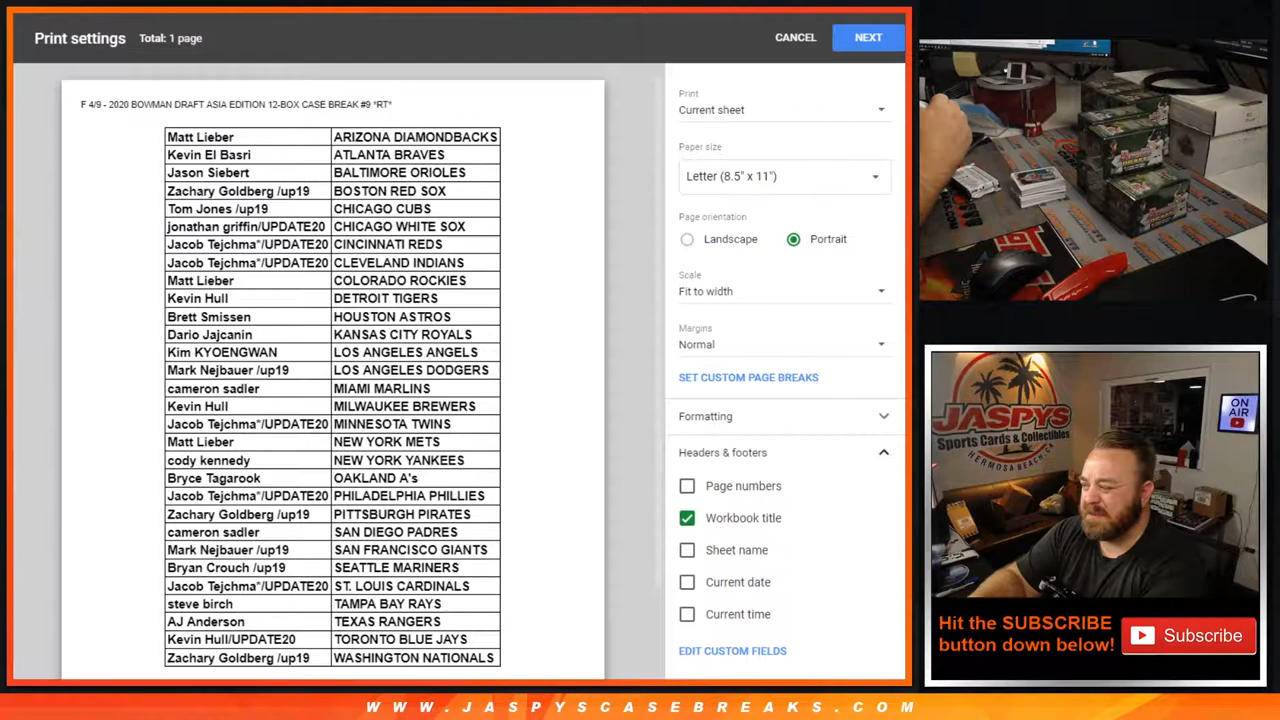 Print settings Total: 1 page CANCEL NEXT
F 4/9 - 2020 BOWMAN DRAFT ASIA EDITION 12-BOX CASE BREAK #9 *RT*
Matt Lieber ARIZONA DIAMONDBACKS
Kevin El Basri ATLANTA BRAVES
Jason Siebert BALTIMORE ORIOLES
Zachary Goldberg /up19 BOSTON RED SOX
Tom Jones /up19 CHICAGO CUBS
jonathan griffin/UPDATE20 CHICAGO WHITE SOX
Jacob Tejchma*/UPDATE20 CINCINNATI REDS
Jacob Tejchma*/UPDATE20 CLEVELAND INDIANS
Matt Lieber COLORADO ROCKIES
Kevin Hull DETROIT TIGERS
Brett Smissen HOUSTON ASTROS
Dario Jajcanin KANSAS CITY ROYALS
Kim KYOENGWAN LOS ANGELES ANGELS
Mark Nejbauer /up19 LOS ANGELES DODGERS
cameron sadler MIAMI MARLINS
Kevin Hull MILWAUKEE BREWERS
Jacob Tejchma*/UPDATE20 MINNESOTA TWINS
Matt Lieber NEW YORK METS
cody kennedy NEW YORK YANKEES
Bryce Tagarook OAKLAND A's
Jacob Tejchma*/UPDATE20 PHILADELPHIA PHILLIES
Zachary Goldberg /up19 PITTSBURGH PIRATES
cameron sadler SAN DIEGO PADRES
Mark Nejbauer /up19 SAN FRANCISCO GIANTS
Bryan Crouch /up19 SEATTLE MARINERS
Jacob Tejchma*/UPDATE20 ST. LOUIS CARDINALS
steve birch TAMPA BAY RAYS
AJ Anderson TEXAS RANGERS
Kevin Hull/UPDATE20 TORONTO BLUE JAYS
Zachary Goldberg /up19 WASHINGTON NATIONALS
Print
Current sheet
Paper size
Letter (8.5" x 11")
Page orientation
Landscape Portrait
Scale
Fit to width
Margins
Normal
SET CUSTOM PAGE BREAKS
Formatting
Headers & footers
Page numbers
Workbook title
Sheet name
Current date
Current time
EDIT CUSTOM FIELDS
JASPYS
Sports Cards & Collectibles
HERMOSA BEACH, CA
ON
AIR
Hit the SUBSCRIBE
button down below!
Subscribe
WWW.JASPYSCASEBREAKS.COM